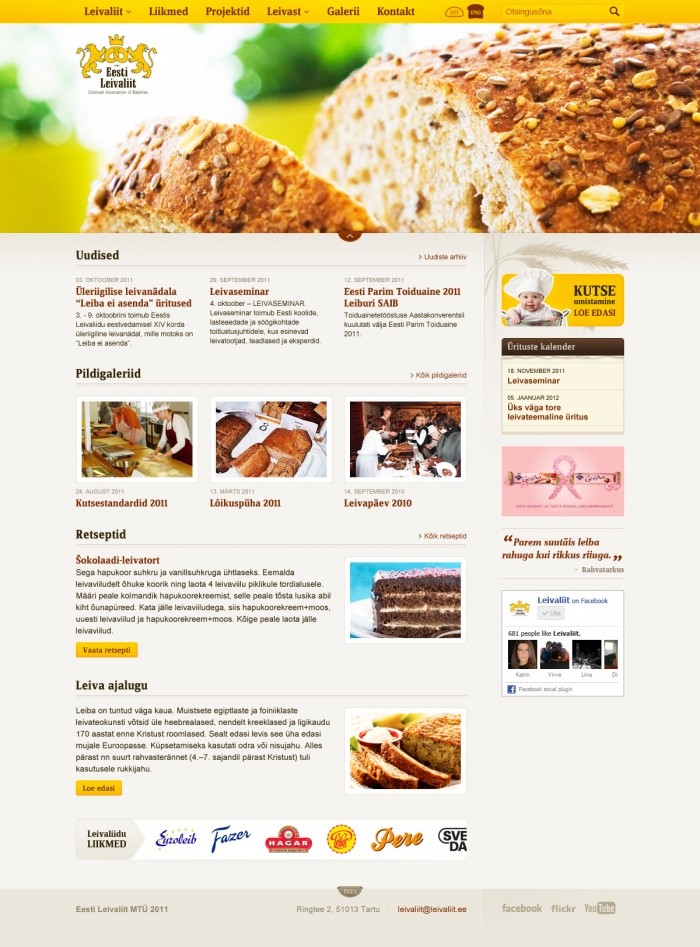 Leivaliit Liikmed Projektid Leivast Galerii Kontakt EST ENG Otsingusõna
Eesti
Leivaliit
Estonian Association of Bakeries
Uudised
Uudiste arhiiv
03. OKTOOBER 2011
Üleriigilise leivanädala
“Leiba ei asenda” üritused
3. - 9. oktoobrini toimub Eestis
Leivaliidu eestvedamisel XIV korda
üleriigiline leivanädal, mille motoks on
“Leiba ei asenda”.
29. SEPTEMBER 2011
Leivaseminar
4. oktoober – LEIVASEMINAR.
Leivaseminar toimub Eesti koolide,
lasteaedade ja söögikohtade
toitlustusjuhtidele, kus esinevad
leivatootjad, teadlased ja eksperdid.
12. SEPTEMBER 2011
Eesti Parim Toiduaine 2011
Leiburi SAIB
Toiduainetetööstuse Aastakonverentsil
kuulutati välja Eesti Parim Toiduaine
2011.
Pildigaleriid
Kõik pildigaleriid
24. AUGUST 2011
Kutsestandardid 2011
13. MÄRTS 2011
Lõikuspüha 2011
14. SEPTEMBER 2010
Leivapäev 2010
Retseptid
Kõik retseptid
Šokolaadi-leivatort
Sega hapukoor suhkru ja vanillsuhkruga ühtlaseks. Eemalda
leivaviiludelt õhuke koorik ning laota 4 leivaviilu piklikule tordialusele.
Määri peale kolmandik hapukoorekreemist, selle peale tõsta lusika abil
kiht õunapüreed. Kata jälle leivaviiludega, siis hapukoorekreem+moos,
uuesti leivaviilud ja hapukoorekreem+moos. Kõige peale laota jälle
leivaviilud.
Vaata retsepti
Leiva ajalugu
Leiba on tuntud väga kaua. Muistsete egiptlaste ja foiniiklaste
leivateokunsti võtsid üle heebrealased, nendelt kreeklased ja ligikaudu
170 aastat enne Kristust roomlased. Sealt edasi levis see üha edasi
mujale Euroopasse. Küpsetamiseks kasutati odra või nisujahu. Alles
pärast nn suurt rahvasterännet (4.–7. sajandil pärast Kristust) tuli
kasutusele rukkijahu.
Loe edasi
Leivaliidu
LIIKMED
Euroleib Fazer HAGAR Pere SVE
DA
KUTSE
omistamine
LOE EDASI
Ürituste kalender
18. NOVEMBER 2011
Leivaseminar
05. JAANUAR 2012
Üks väga tore
leivateemaline üritus
“Parem suutäis leiba
rahuga kui rikkus riiuga.„
– Rahvatarkus
Leivaliit on Facebook
Like
681 people like Leivaliit.
Katrin Virve Liina Di
Facebook social plugin
ÜLES
Eesti Leivaliit MTÜ 2011 Ringtee 2, 51013 Tartu leivaliit@leivaliit.ee facebook flickr YouTube